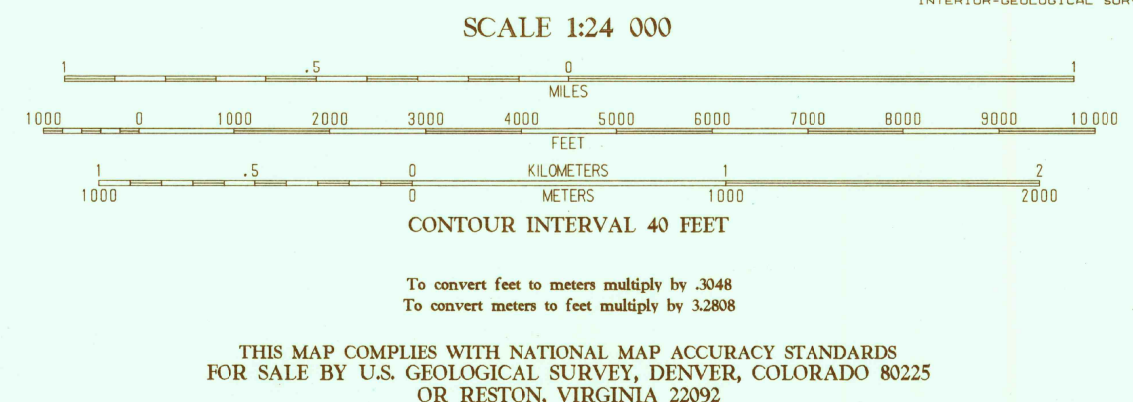 INTERIOR-GEOLOGICAL
SCALE 1:24 000
1 .5 0 1
MILES
1000 0 1000 2000 3000 4000 5000 6000 7000 8000 9000 10 000
FEET
1 .5 0 KILOMETERS 1 2
1000 0 METERS 1000 2000
CONTOUR INTERVAL 40 FEET
To convert feet to meters multiply by .3048
To convert meters to feet multiply by 3.2808
THIS MAP COMPLIES WITH NATIONAL MAP ACCURACY STANDARDS
FOR SALE BY U.S. GEOLOGICAL SURVEY, DENVER, COLORADO 80225
OR RESTON, VIRGINIA 22092